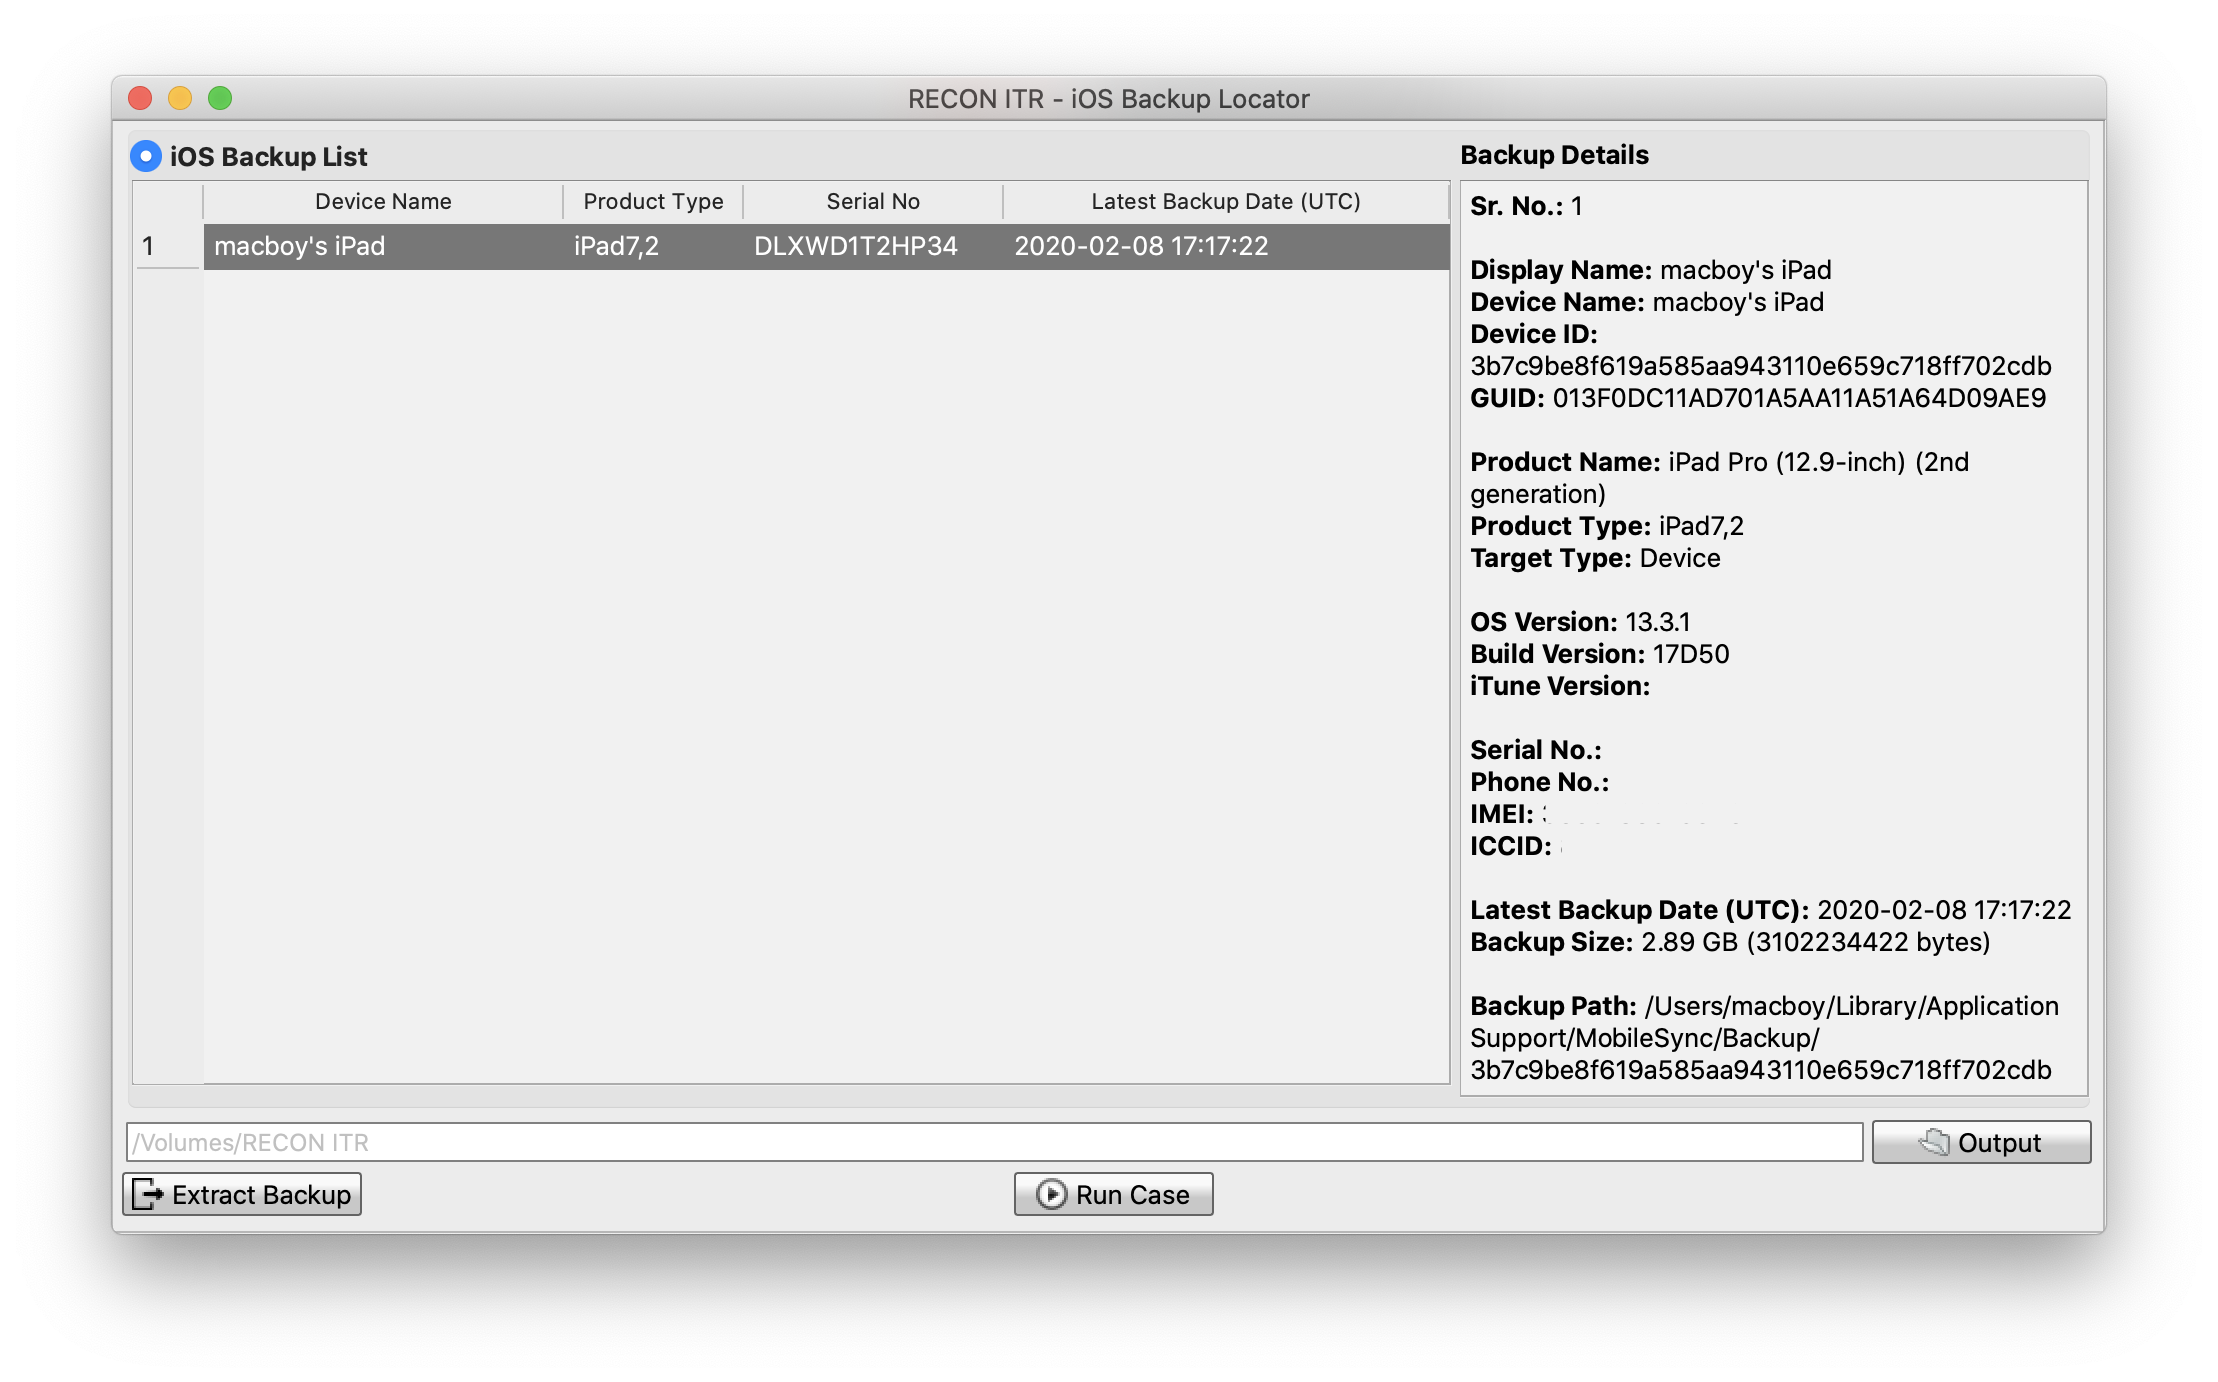 RECON ITR - iOS Backup Locator
iOS Backup List
Device Name Product Type Serial No Latest Backup Date (UTC)
1 macboy's iPad iPad7,2 DLXWD1T2HP34 2020-02-08 17:17:22
Backup Details
Sr. No.: 1
Display Name: macboy's iPad
Device Name: macboy's iPad
Device ID:
3b7c9be8f619a585aa943110e659c718ff702cdb
GUID: 013F0DC11AD701A5AA11A51A64D09AE9
Product Name: iPad Pro (12.9-inch) (2nd
generation)
Product Type: iPad7,2
Target Type: Device
OS Version: 13.3.1
Build Version: 17D50
iTune Version:
Serial No.:
Phone No.:
IMEI:
ICCID:
Latest Backup Date (UTC): 2020-02-08 17:17:22
Backup Size: 2.89 GB (3102234422 bytes)
Backup Path: /Users/macboy/Library/Application
Support/MobileSync/Backup/
3b7c9be8f619a585aa943110e659c718ff702cdb
/Volumes/RECON ITR
Output
Extract Backup
Run Case